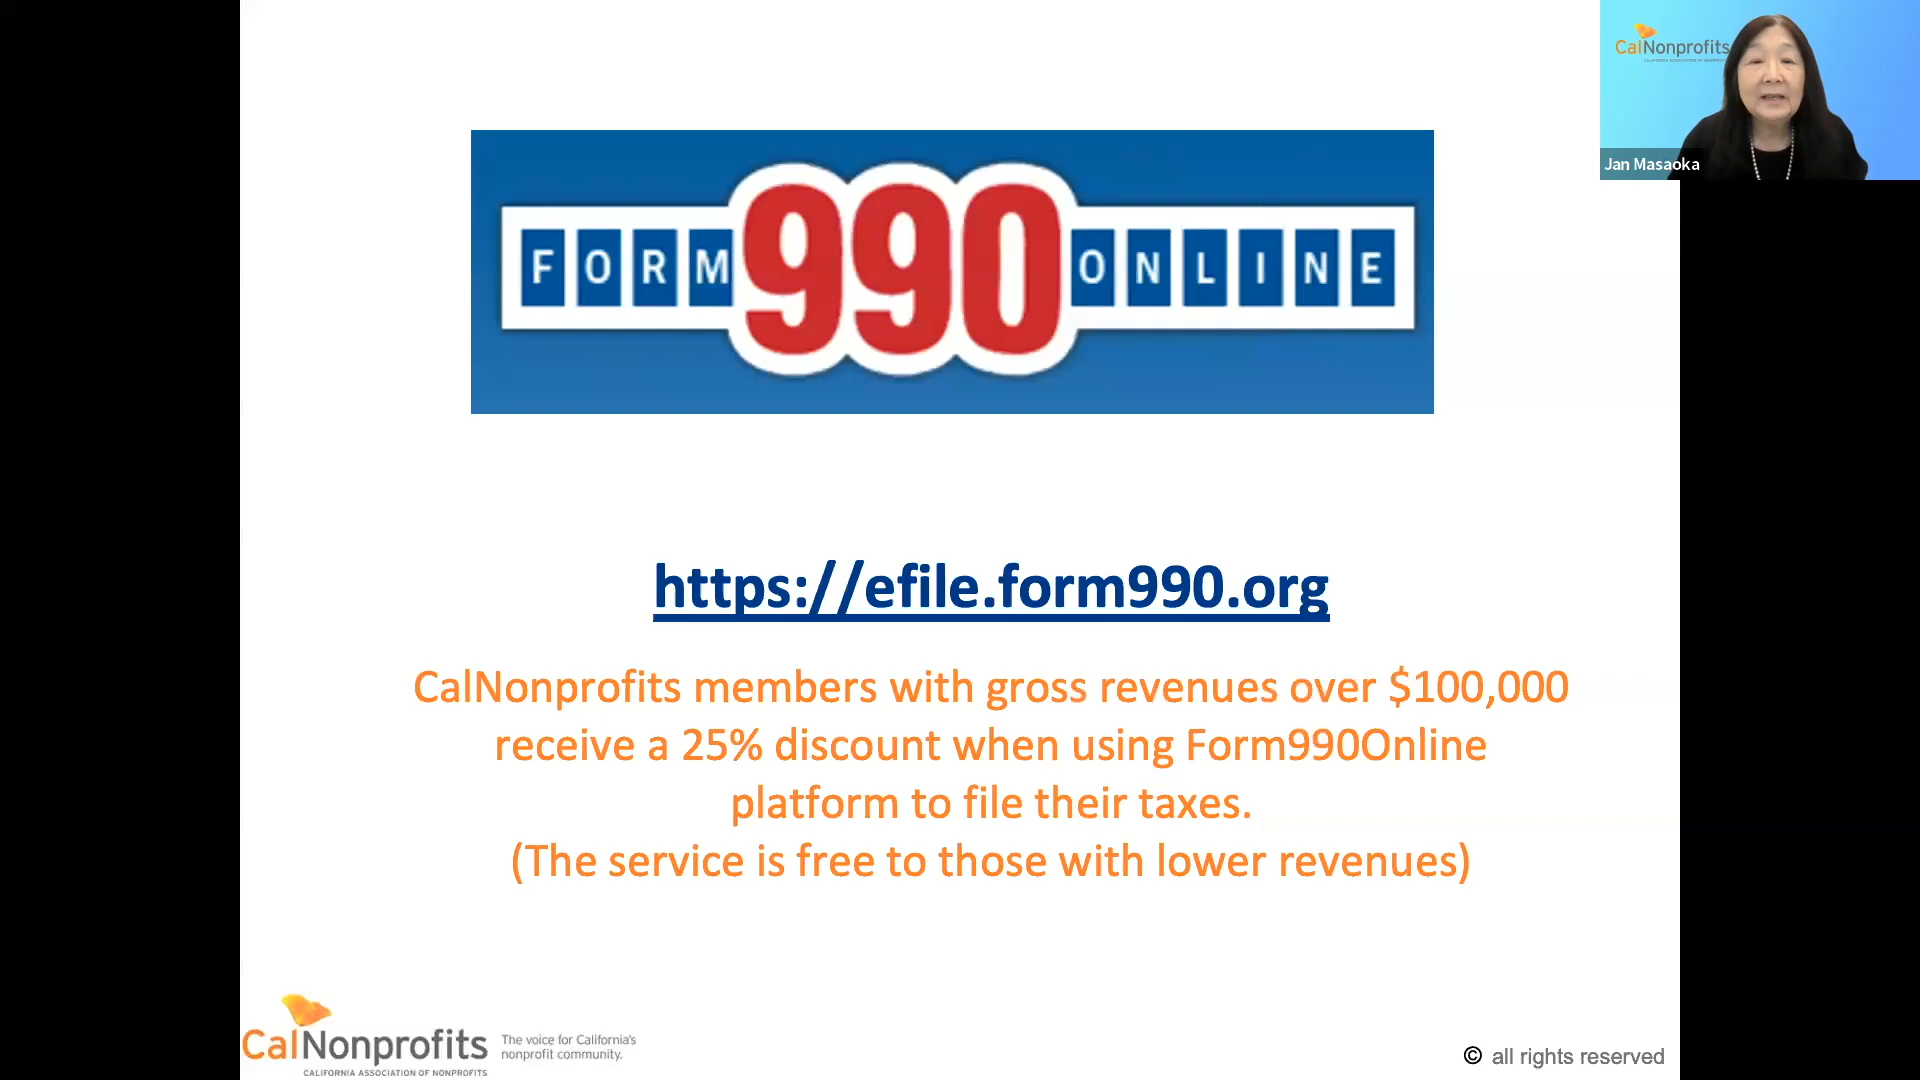 CalNonprofits
Jan Masaoka
FORM 990 ONLINE
https://efile.form990.org
CalNonprofits members with gross revenues over $100,000
receive a 25% discount when using Form990Online
platform to file their taxes.
(The service is free to those with lower revenues)
CalNonprofits
CALIFORNIA ASSOCIATION OF NONPROFITS
The voice for California's
nonprofit community.
© all rights reserved